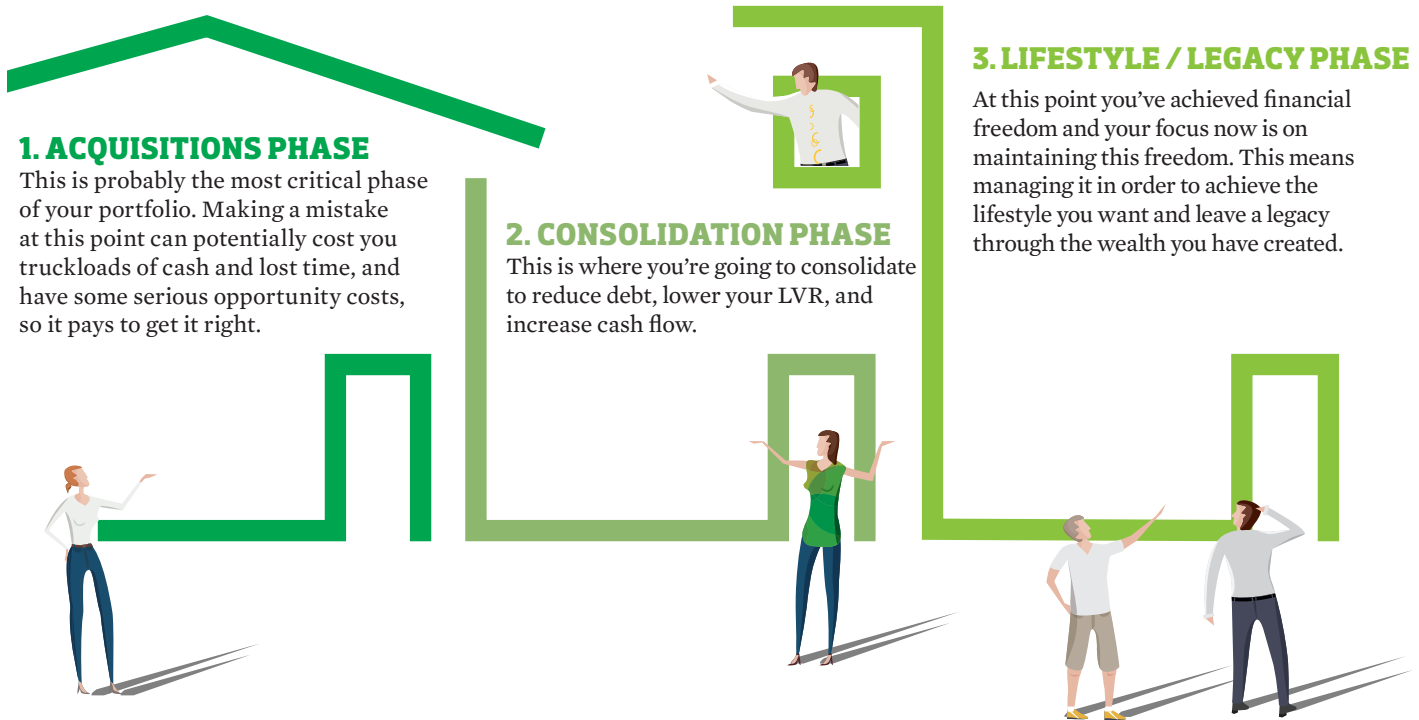 1. ACQUISITIONS PHASE
This is probably the most critical phase
of your portfolio. Making a mistake
at this point can potentially cost you
truckloads of cash and lost time, and
have some serious opportunity costs,
so it pays to get it right.
2. CONSOLIDATION PHASE
This is where you’re going to consolidate
to reduce debt, lower your LVR, and
increase cash flow.
3. LIFESTYLE / LEGACY PHASE
At this point you’ve achieved financial
freedom and your focus now is on
maintaining this freedom. This means
managing it in order to achieve the
lifestyle you want and leave a legacy
through the wealth you have created.